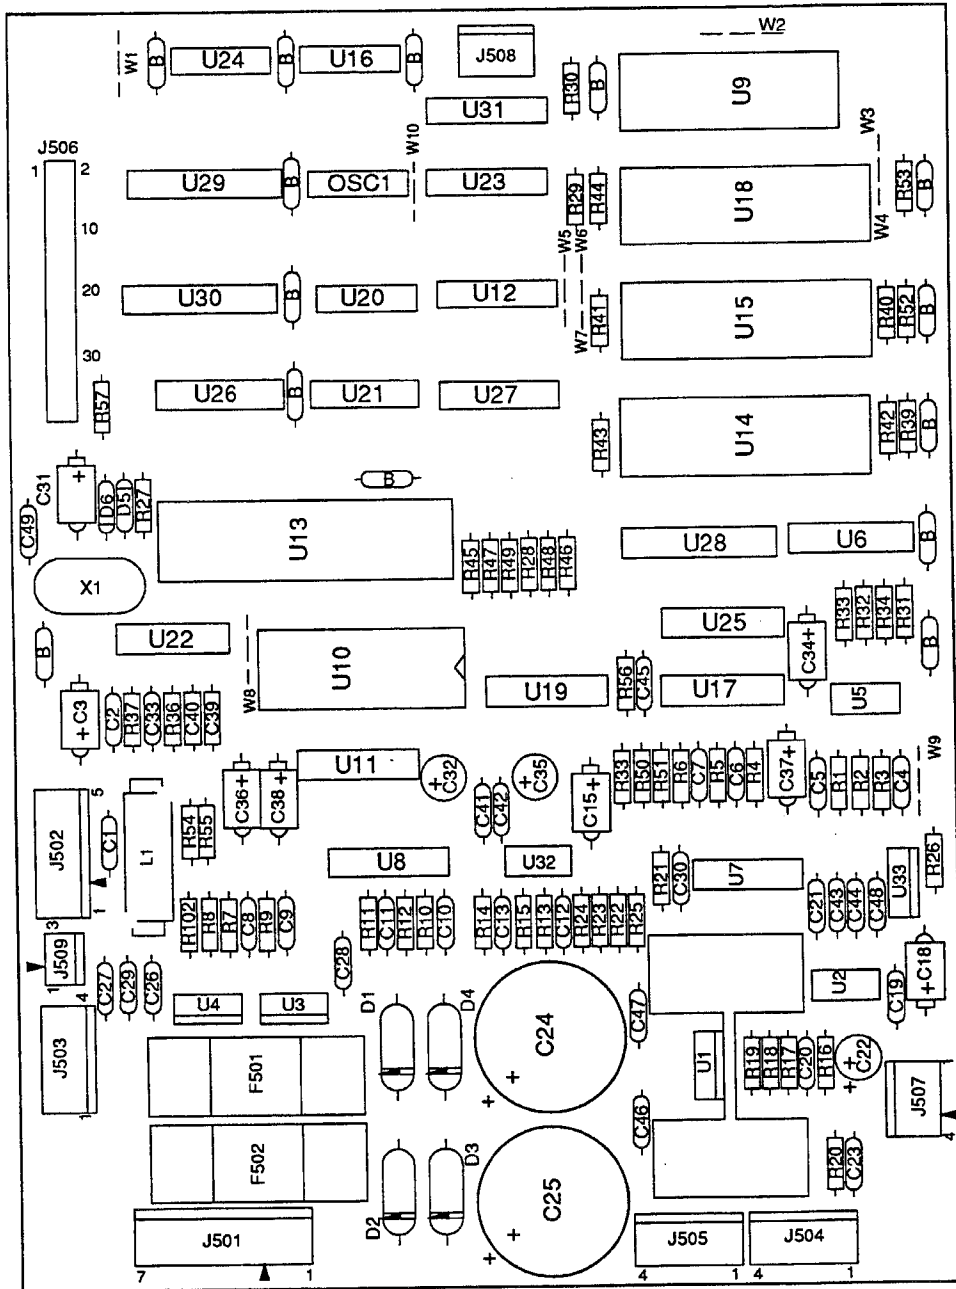 W2
W1
B
U24
B
U16
B
J508
R30
B
U9
U31
W10
W3
J506
1
2
U29
B
OSC1
U23
R29
R44
U18
R53
B
W4
10
W5
W6
20
U30
B
U20
U12
R41
U15
R40
R52
B
W7
30
R57
U26
B
U21
U27
R43
U14
R42
R39
B
C31
+
D6
D51
R27
B
C49
U13
R45
R47
R49
R28
R48
R46
U28
U6
B
X1
R33
R32
R34
R31
B
U22
U10
U25
C34+
B
W8
U19
R56
C45
U17
U5
+C3
C2
R37
C33
R36
C40
C39
W9
U11
C36+
C38+
+
C32
+
C35
C15+
R33
R50
R51
R6
C7
R5
C6
R4
C37+
C5
R1
R2
R3
C4
5
J502
1
C1
L1
R54
R55
C41
C42
U8
U32
R21
C30
U7
U33
R26
3
J509
1
R102
R8
R7
C8
R9
C9
R11
C11
R12
R10
C10
R14
C13
R15
R13
C12
R24
R23
R22
R25
C21
C43
C44
C48
C28
+C18
C27
C29
C26
U2
C19
4
J503
1
U4
U3
D1
D4
C24
+
+
C47
U1
R19
R18
R17
C20
R16
+
C22
+
J507
4
F501
C46
F502
D2
D3
C25
+
+
R20
C23
J501
7
1
J505
4
1
J504
4
1